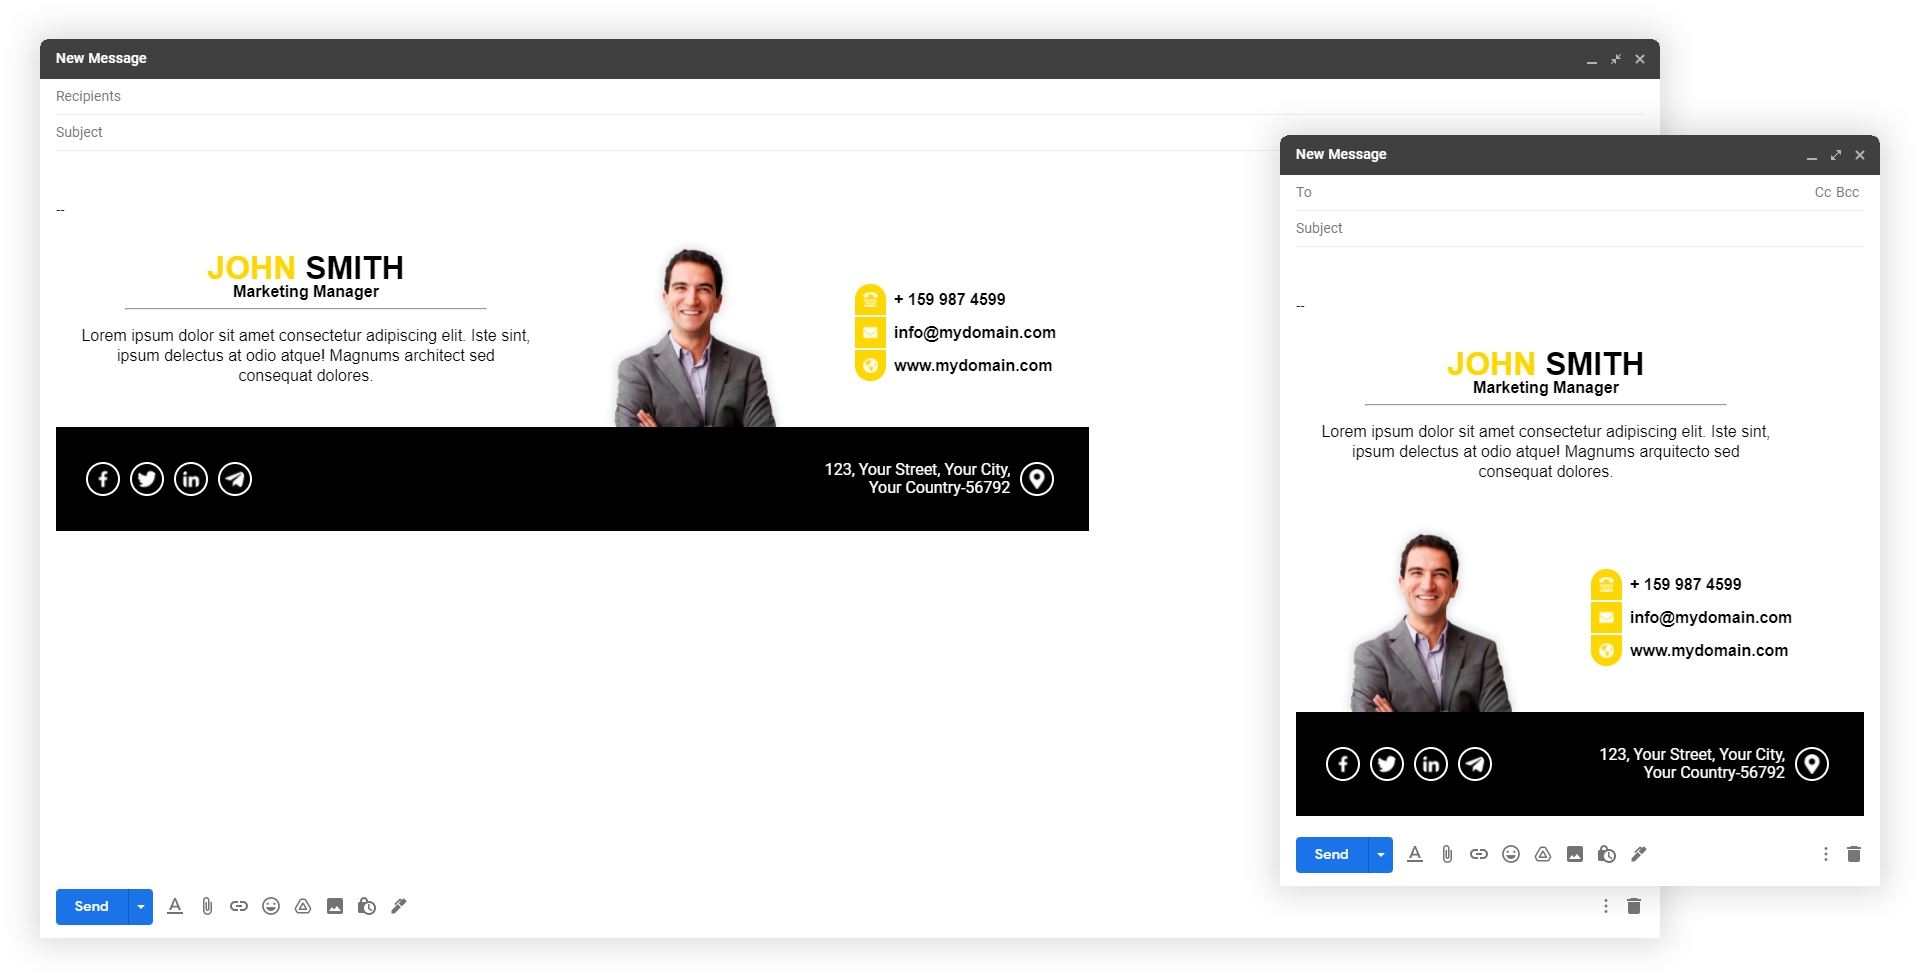 New Message
Recipients
Subject
--
JOHN SMITH
Marketing Manager
Lorem ipsum dolor sit amet consectetur adipiscing elit. Iste sint,
ipsum delectus at odio atque! Magnums architect sed
consequat dolores.
+ 159 987 4599
info@mydomain.com
www.mydomain.com
123, Your Street, Your City,
Your Country-56792
Send
New Message
To
Cc Bcc
Subject
--
JOHN SMITH
Marketing Manager
Lorem ipsum dolor sit amet consectetur adipiscing elit. Iste sint,
ipsum delectus at odio atque! Magnums arquitecto sed
consequat dolores.
+ 159 987 4599
info@mydomain.com
www.mydomain.com
123, Your Street, Your City,
Your Country-56792
Send